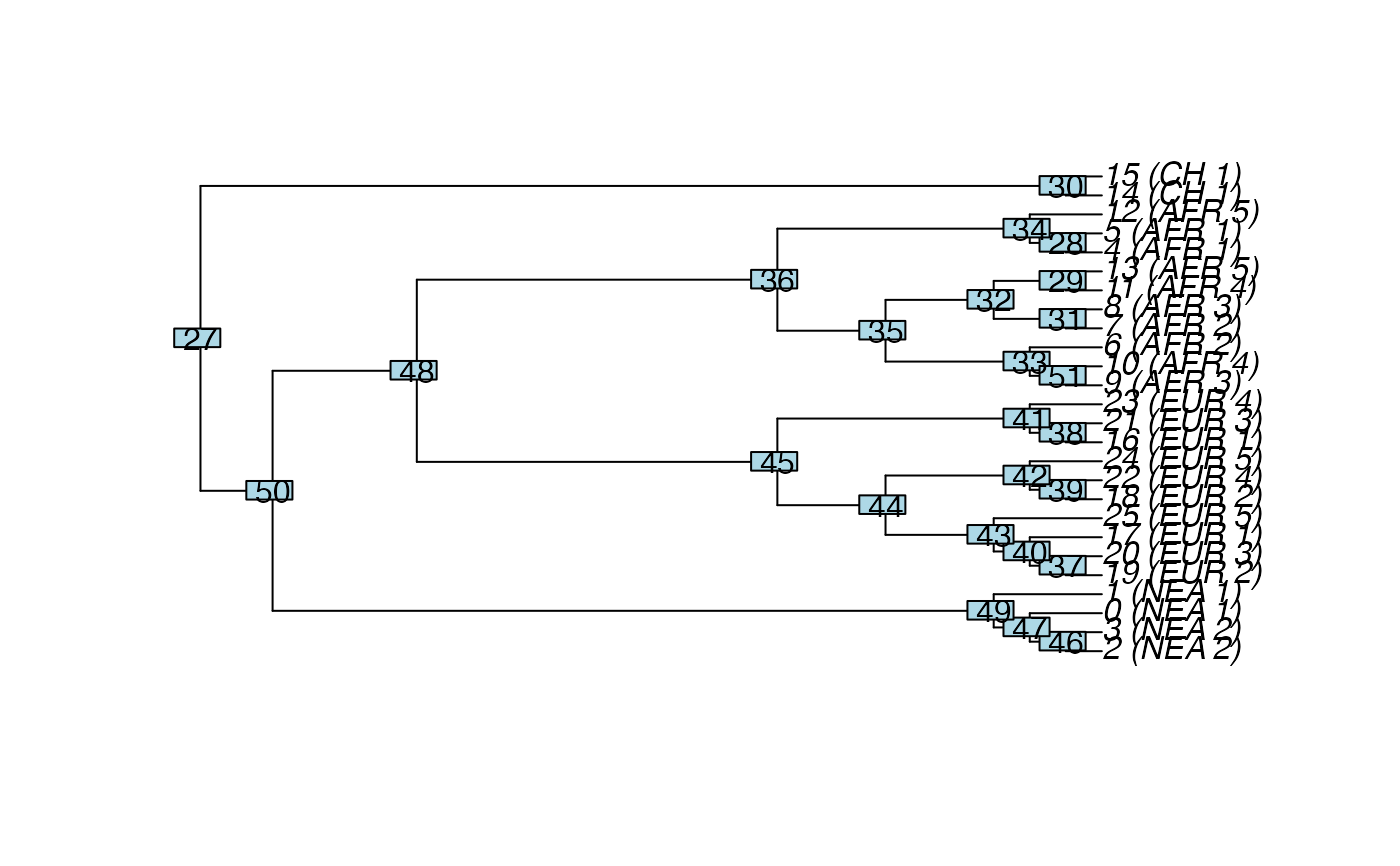 15 (CH 1)
30
14 (CH 1)
12 (AFR 5)
34
5 (AFR 1)
28
4 (AFR 1)
13 (AFR 5)
36
29
11 (AFR 4)
32
8 (AFR 3)
31
7 (AFR 2)
35
27
6 (AFR 2)
33
10 (AFR 4)
48
51
9 (AFR 3)
23 (EUR 4)
41
21 (EUR 3)
38
16 (EUR 1)
45
24 (EUR 5)
42
22 (EUR 4)
50
39
18 (EUR 2)
44
25 (EUR 5)
43
17 (EUR 1)
40
20 (EUR 3)
37
19 (EUR 2)
1 (NEA 1)
49
0 (NEA 1)
47
3 (NEA 2)
46
2 (NEA 2)